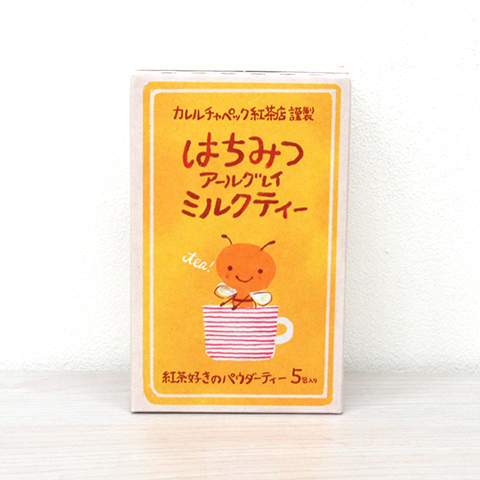 カレルチャペック紅茶店 謹製
はちみつ
アールグレイ
ミルクティー
tea!
紅茶好きのパウダーティー 5包入り